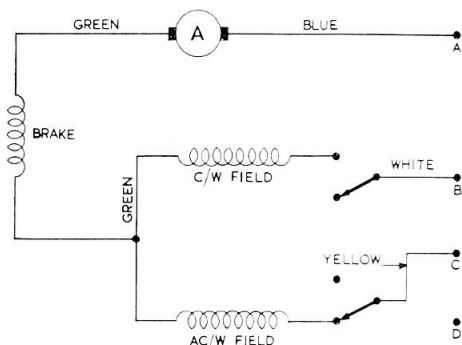 GREEN
A
BLUE
A
BRAKE
GREEN
C/W FIELD
WHITE
B
YELLOW
C
AC/W FIELD
D